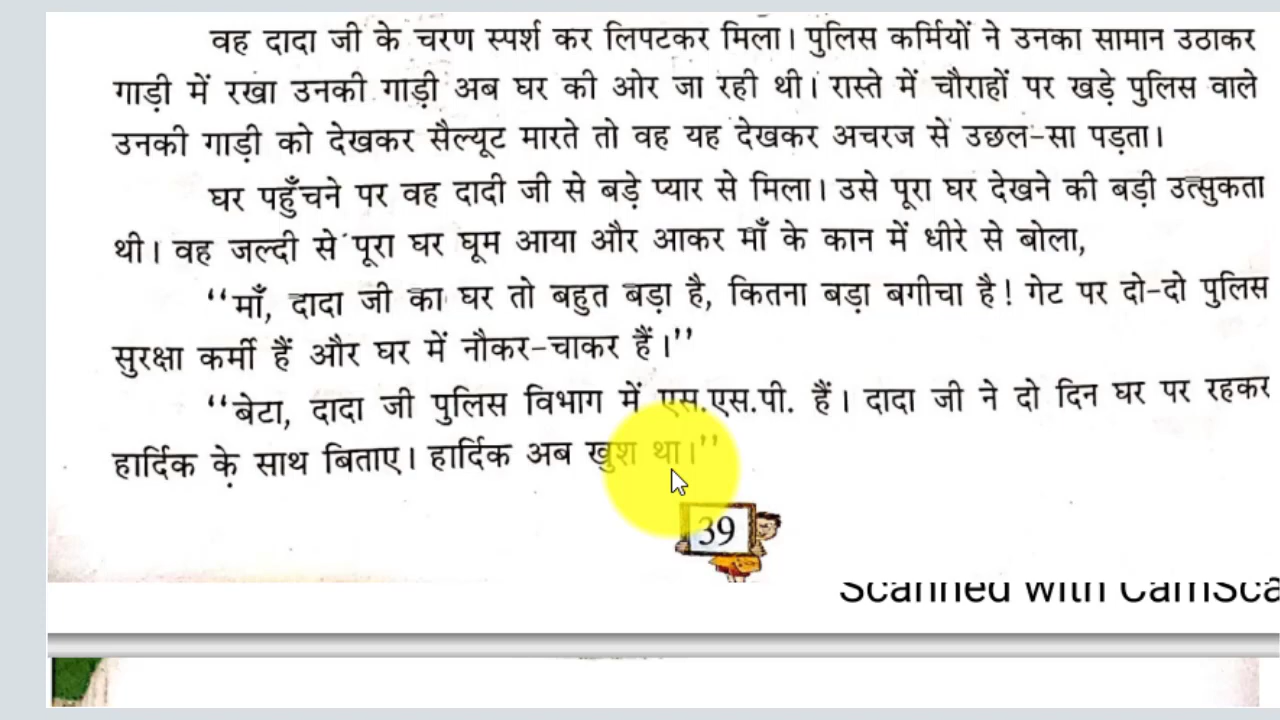 वह दादा जी के चरण स्पर्श कर लिपटकर मिला। पुलिस कर्मियों ने उनका सामान उठाकर
गाड़ी में रखा उनकी गाड़ी अब घर की ओर जा रही थी। रास्ते में चौराहों पर खड़े पुलिस वाले
उनकी गाड़ी को देखकर सैल्यूट मारते तो वह यह देखकर अचरज से उछल-सा पड़ता।
घर पहुँचने पर वह दादी जी से बड़े प्यार से मिला। उसे पूरा घर देखने की बड़ी उत्सुकता
थी। वह जल्दी से पूरा घर घूम आया और आकर माँ के कान में धीरे से बोला,
‘‘माँ, दादा जी का घर तो बहुत बड़ा है, कितना बड़ा बगीचा है! गेट पर दो-दो पुलिस
सुरक्षा कर्मी हैं और घर में नौकर-चाकर हैं।’’
‘‘बेटा, दादा जी पुलिस विभाग में एस.एस.पी. हैं। दादा जी ने दो दिन घर पर रहकर
हार्दिक के साथ बिताए। हार्दिक अब खुश था।’’
39
Scanned with CamSca